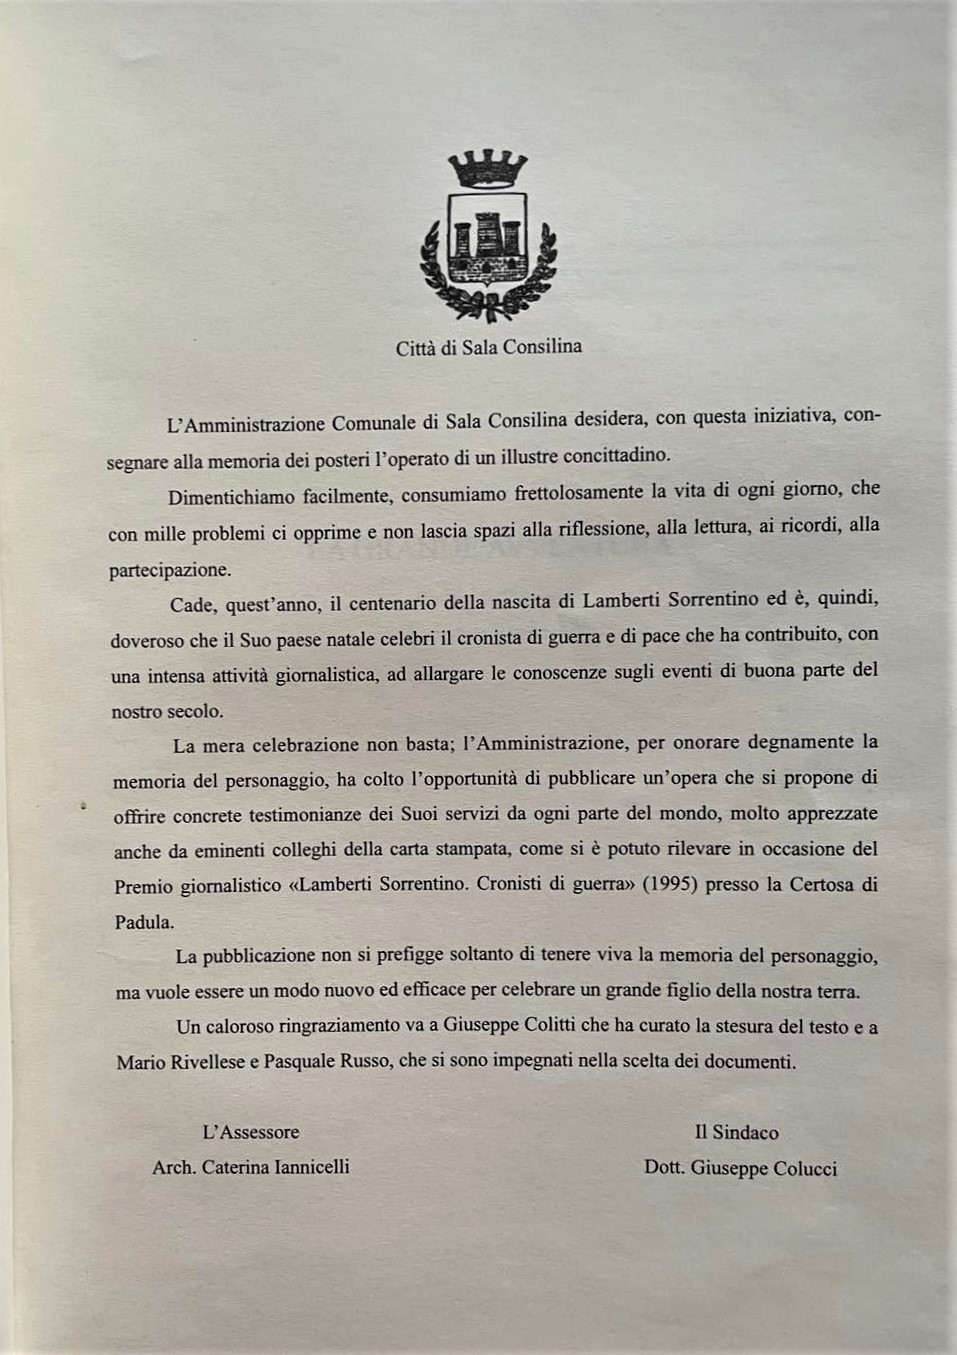 Città di Sala Consilina
L'Amministrazione Comunale di Sala Consilina desidera, con questa iniziativa, con-
segnare alla memoria dei posteri l'operato di un illustre concittadino.
Dimentichiamo facilmente, consumiamo frettolosamente la vita di ogni giorno, che
con mille problemi ci opprime e non lascia spazi alla riflessione, alla lettura, ai ricordi, alla
partecipazione.
Cade, quest'anno, il centenario della nascita di Lamberti Sorrentino ed è, quindi,
doveroso che il Suo paese natale celebri il cronista di guerra e di pace che ha contribuito, con
una intensa attività giornalistica, ad allargare le conoscenze sugli eventi di buona parte del
nostro secolo.
La mera celebrazione non basta; l'Amministrazione, per onorare degnamente la
memoria del personaggio, ha colto l'opportunità di pubblicare un'opera che si propone di
offrire concrete testimonianze dei Suoi servizi da ogni parte del mondo, molto apprezzate
anche da eminenti colleghi della carta stampata, come si è potuto rilevare in occasione del
Premio giornalistico «Lamberti Sorrentino. Cronisti di guerra» (1995) presso la Certosa di
Padula.
La pubblicazione non si prefigge soltanto di tenere viva la memoria del personaggio,
ma vuole essere un modo nuovo ed efficace per celebrare un grande figlio della nostra terra.
Un caloroso ringraziamento va a Giuseppe Colitti che ha curato la stesura del testo e a
Mario Rivellese e Pasquale Russo, che si sono impegnati nella scelta dei documenti.
L'Assessore
Arch. Caterina Iannicelli
Il Sindaco
Dott. Giuseppe Colucci